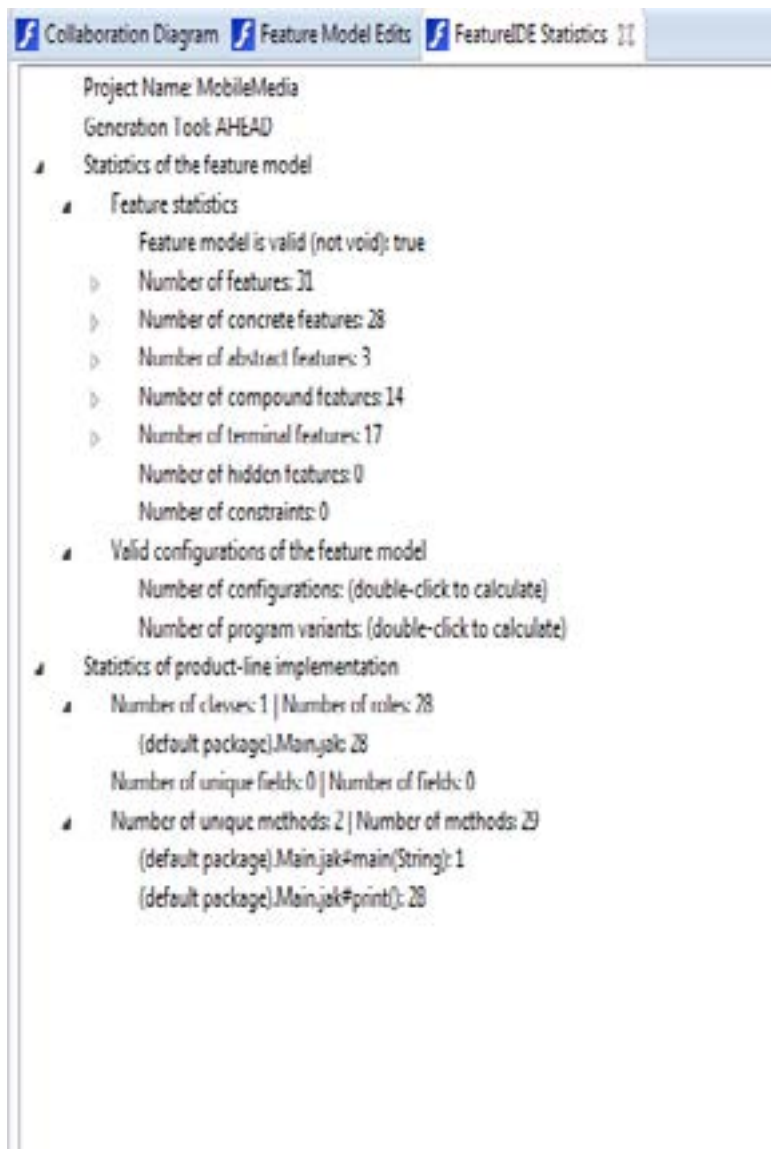 Collaboration Diagram Feature Model Edits FeatureIDE Statistics
Project Name: MobileMedia
Generation Tool: AHEAD
Statistics of the feature model
Feature statistics
Feature model is valid (not void): true
Number of features: 31
Number of concrete features: 28
Number of abstract features: 3
Number of compound features: 14
Number of terminal features: 17
Number of hidden features: 0
Number of constraints: 0
Valid configurations of the feature model
Number of configurations: (double-click to calculate)
Number of program variants: (double-click to calculate)
Statistics of product-line implementation
Number of classes: 1 | Number of roles: 28
(default package).Main.jak: 28
Number of unique fields: 0 | Number of fields: 0
Number of unique methods: 2 | Number of methods: 29
(default package).Main.jak#main(String): 1
(default package).Main.jak#print(): 28